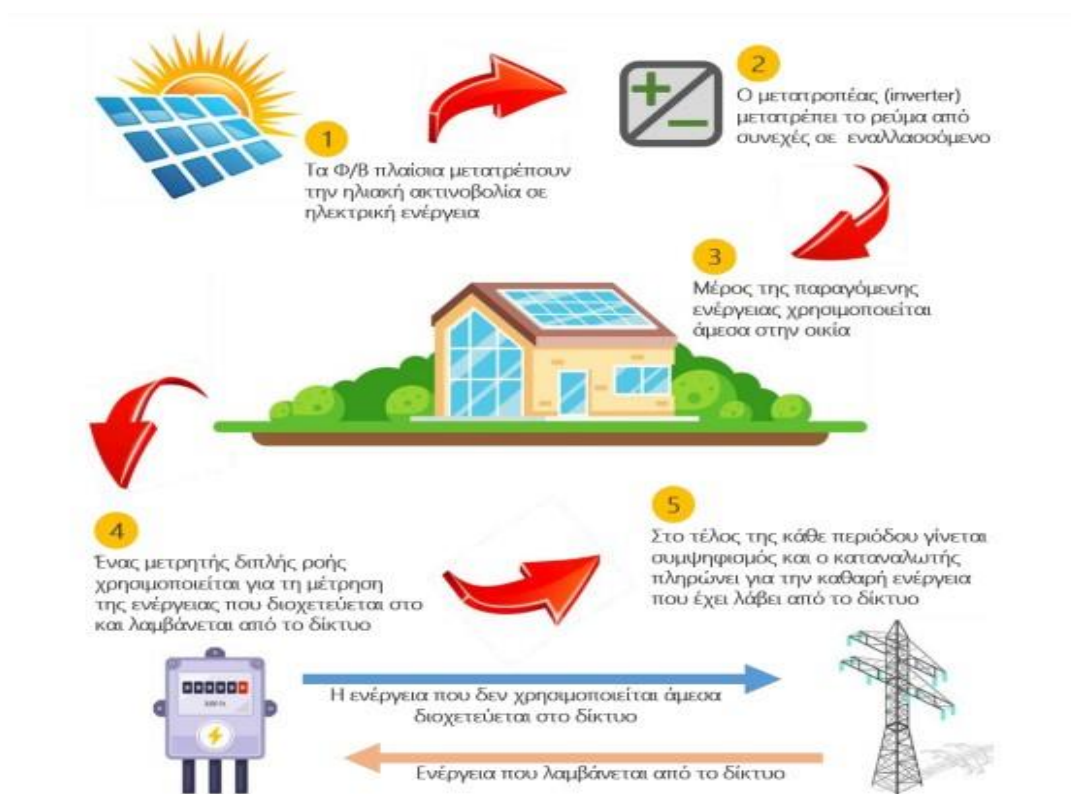 1
Τα Φ/Β πλαίσια μετατρέπουν
την ηλιακή ακτινοβολία σε
ηλεκτρική ενέργεια
2
Ο μετατροπέας (inverter)
μετατρέπει το ρεύμα από
συνεχές σε εναλλασσόμενο
3
Μέρος της παραγόμενης
ενέργειας χρησιμοποιείται
άμεσα στην οικία
4
Ένας μετρητής διπλής ροής
χρησιμοποιείται για τη μέτρηση
της ενέργειας που διοχετεύεται στο
και λαμβάνεται από το δίκτυο
5
Στο τέλος της κάθε περιόδου γίνεται
συμψηφισμός και ο καταναλωτής
πληρώνει για την καθαρή ενέργεια
που έχει λάβει από το δίκτυο
Η ενέργεια που δεν χρησιμοποιείται άμεσα
διοχετεύεται στο δίκτυο
Ενέργεια που λαμβάνεται από το δίκτυο